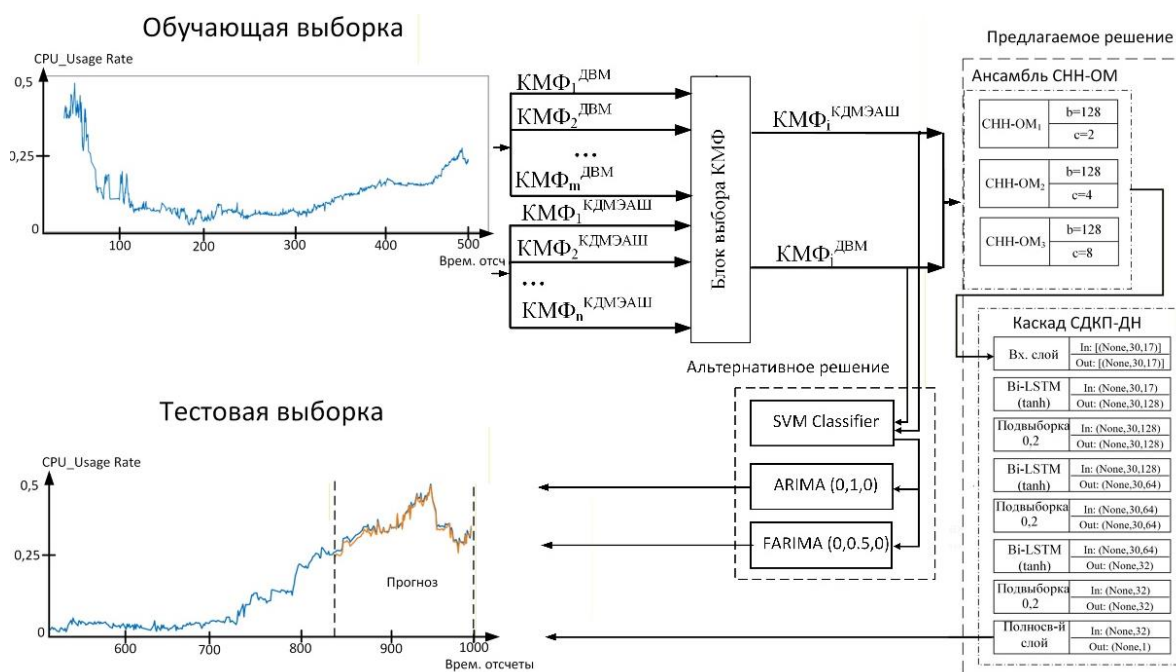 Обучающая выборка
CPU_Usage Rate
0,5
0,25
0
100
200
300
400
500
Врем. отсч
КМФ1ДВМ
КМФ2ДВМ
...
КМФmДВМ
КМФ1КДМЭАШ
КМФ2КДМЭАШ
...
КМФnКДМЭАШ
Блок выбора КМФ
КМФiКДМЭАШ
КМФjДВМ
Предлагаемое решение
Ансамбль СНН-ОМ
СНН-ОМ1
b=128
c=2
СНН-ОМ2
b=128
c=4
СНН-ОМ3
b=128
c=8
Каскад СДКП-ДН
Вх. слой
In: [(None,30,17)]
Out: [(None,30,17)]
Bi-LSTM
(tanh)
In: (None,30,17)
Out: (None,30,128)
Подвыборка
0,2
In: (None,30,128)
Out: (None,30,128)
Bi-LSTM
(tanh)
In: (None,30,128)
Out: (None,30,64)
Подвыборка
0,2
In: (None,30,64)
Out: (None,30,64)
Bi-LSTM
(tanh)
In: (None,30,64)
Out: (None,32)
Подвыборка
0,2
In: (None,32)
Out: (None,32)
Полносв-й
слой
In: (None,32)
Out: (None,1)
Альтернативное решение
SVM Classifier
ARIMA (0,1,0)
FARIMA (0,0.5,0)
Тестовая выборка
CPU_Usage Rate
0,5
0,25
0
Прогноз
600
700
800
900
1000
Врем. отсчеты